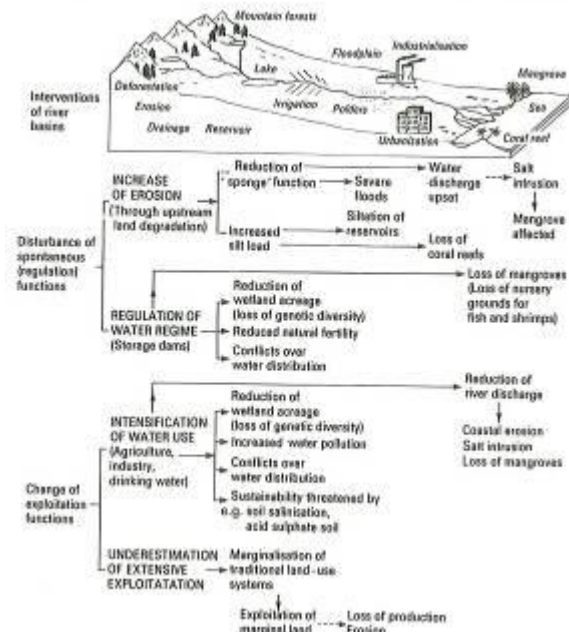 Mountain forests
Floodplain
Industrialisation
Lake
Mangrove
Deforestation
Interventions
of river
basins
Erosion
Irrigation
Polders
Sea
Drainage
Reservoir
Urbanization
Coral reef
INCREASE
OF EROSION
(Through upstream
land degradation)
Reduction of
"sponge" function
Severe
floods
Water
discharge
upset
Salt
intrusion
Mangrove
affected
Increased
silt load
Siltation of
reservoirs
Loss of
coral reefs
Disturbance of
spontaneous
(regulation)
functions
REGULATION OF
WATER REGIME
(Storage dams)
Reduction of
wetland acreage
(loss of genetic diversity)
Reduced natural fertility
Conflicts over
water distribution
Loss of mangroves
(Loss of nursery
grounds for
fish and shrimps)
INTENSIFICATION
OF WATER USE
(Agriculture,
industry,
drinking water)
Reduction of
wetland acreage
(loss of genetic diversity)
Increased water pollution
Conflicts over
water distribution
Sustainability threatened by
e.g. soil salinisation,
acid sulphate soil
Reduction of
river discharge
Coastal erosion
Salt intrusion
Loss of mangroves
Change of
exploitation
functions
UNDERESTIMATION
OF EXTENSIVE
EXPLOITATATION
Marginalisation of
traditional land-use
systems
Exploitation of
marginal land
Loss of production
Erosion